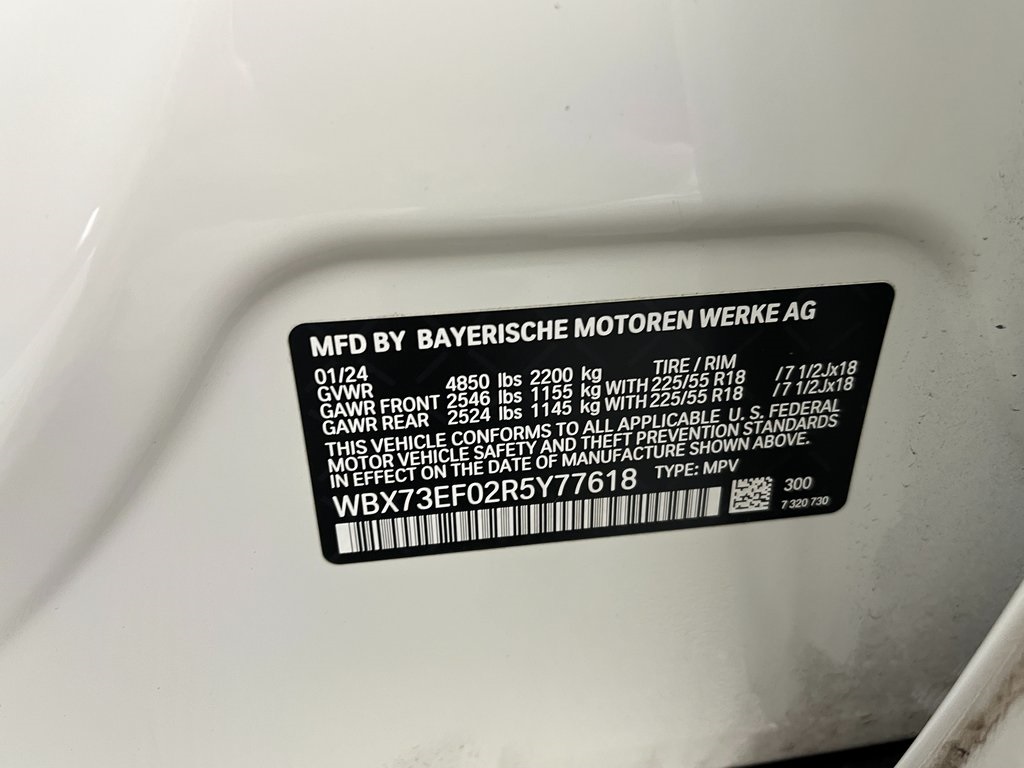 MFD BY BAYERISCHE MOTOREN WERKE AG
01/24 TIRE / RIM
GVWR 4850 lbs 2200 kg
GAWR FRONT 2546 lbs 1155 kg WITH 225/55 R18 /7 1/2Jx18
GAWR REAR 2524 lbs 1145 kg WITH 225/55 R18 /7 1/2Jx18
THIS VEHICLE CONFORMS TO ALL APPLICABLE U. S. FEDERAL
MOTOR VEHICLE SAFETY AND THEFT PREVENTION STANDARDS
IN EFFECT ON THE DATE OF MANUFACTURE SHOWN ABOVE.
WBX73EF02R5Y77618 TYPE: MPV
300
7 320 730